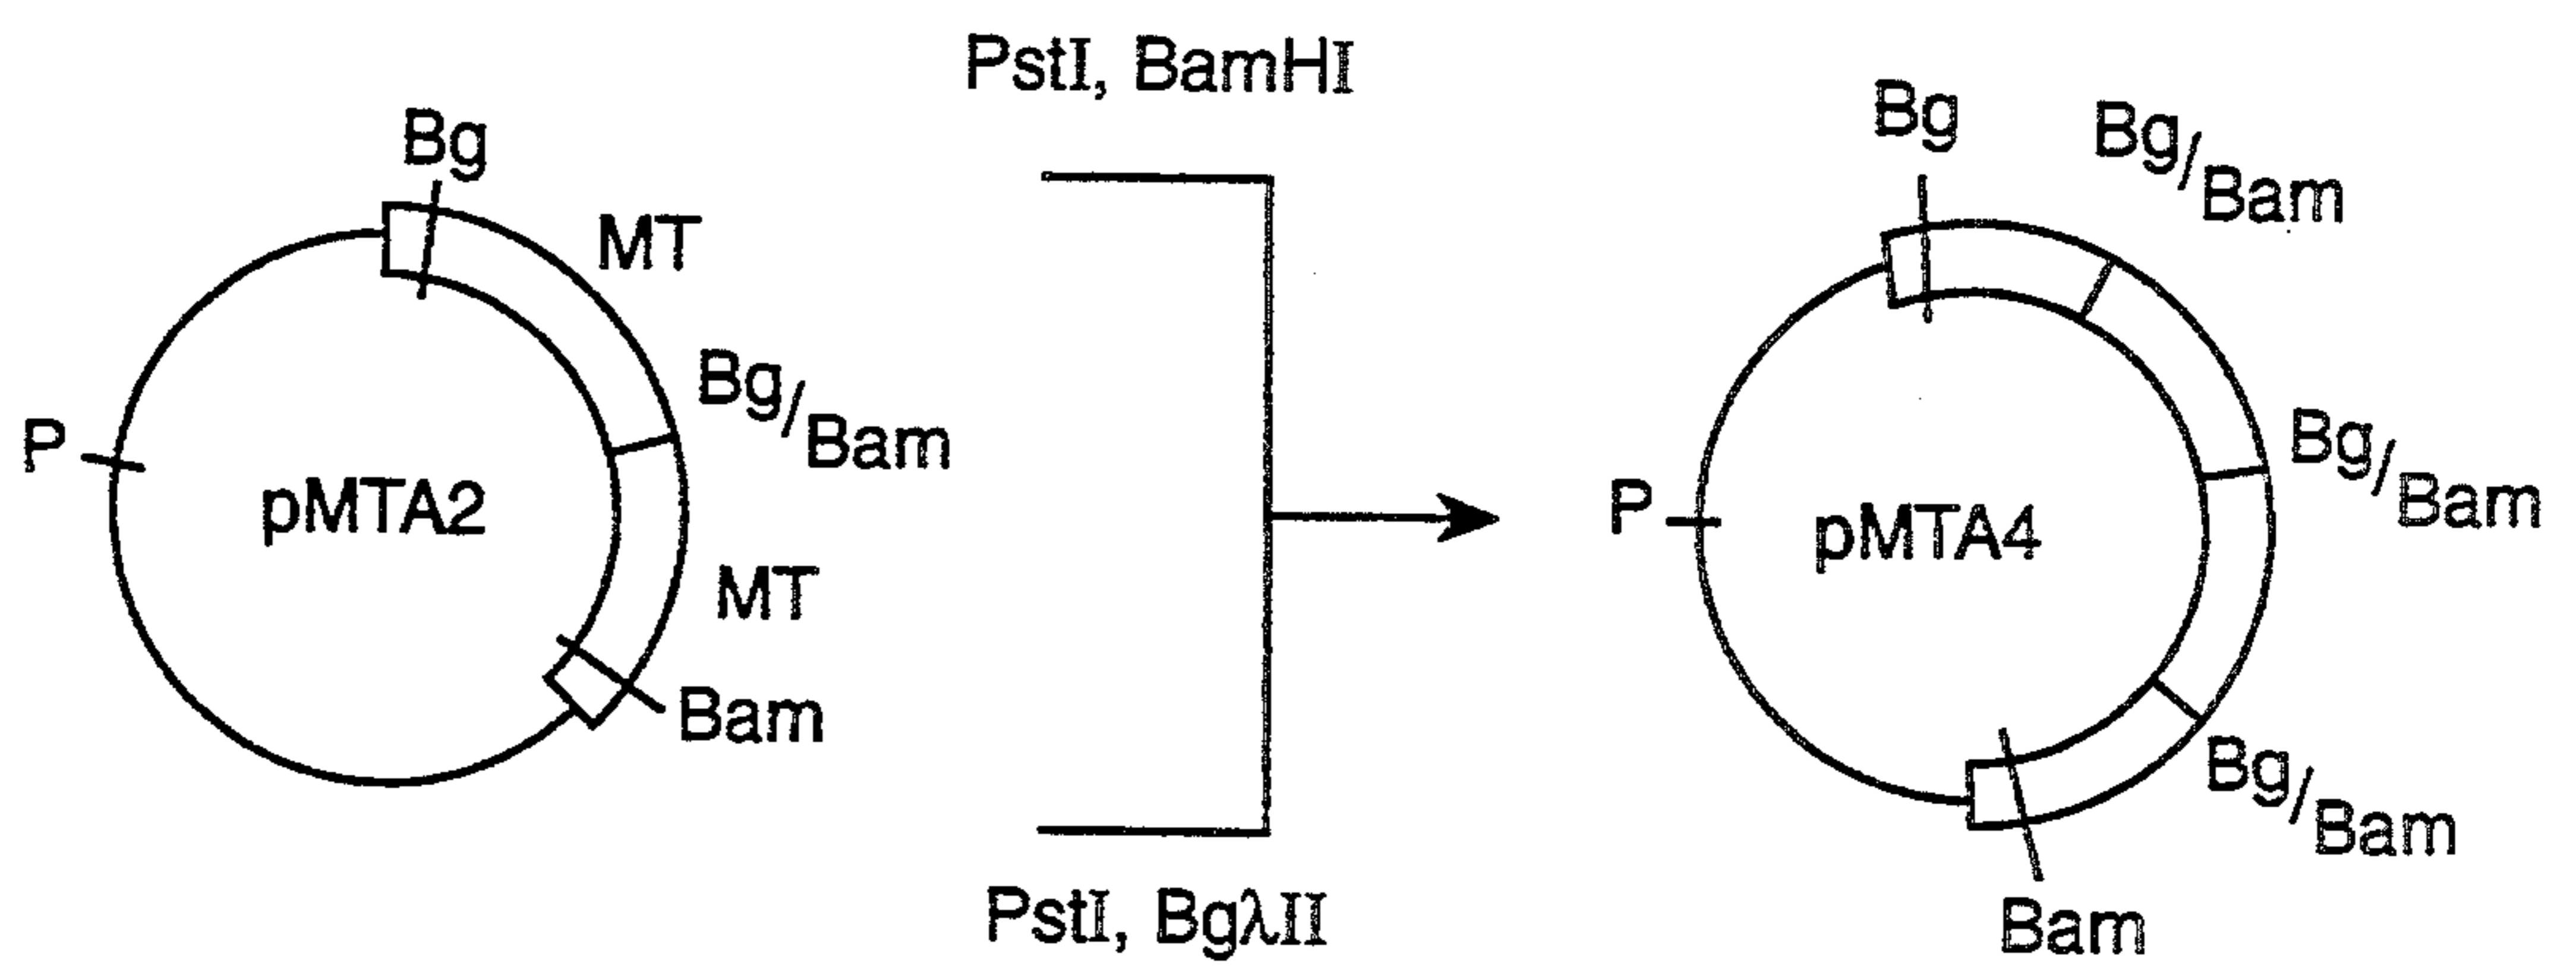 PstI, BamHI
Bg
MT
Bg/Bam
P
pMTA2
MT
Bam
PstI, BgλII
Bg
Bg/Bam
Bg/Bam
P
pMTA4
Bg/Bam
Bam